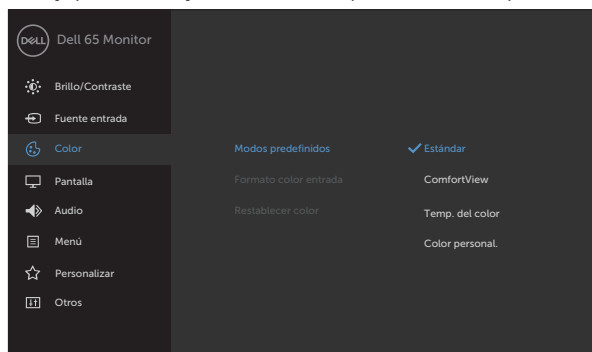 DELL
Dell 65 Monitor
Brillo/Contraste
Fuente entrada
Color
Modos predefinidos
Estándar
Pantalla
Formato color entrada
ComfortView
Audio
Restablecer color
Temp. del color
Menú
Color personal.
Personalizar
Otros